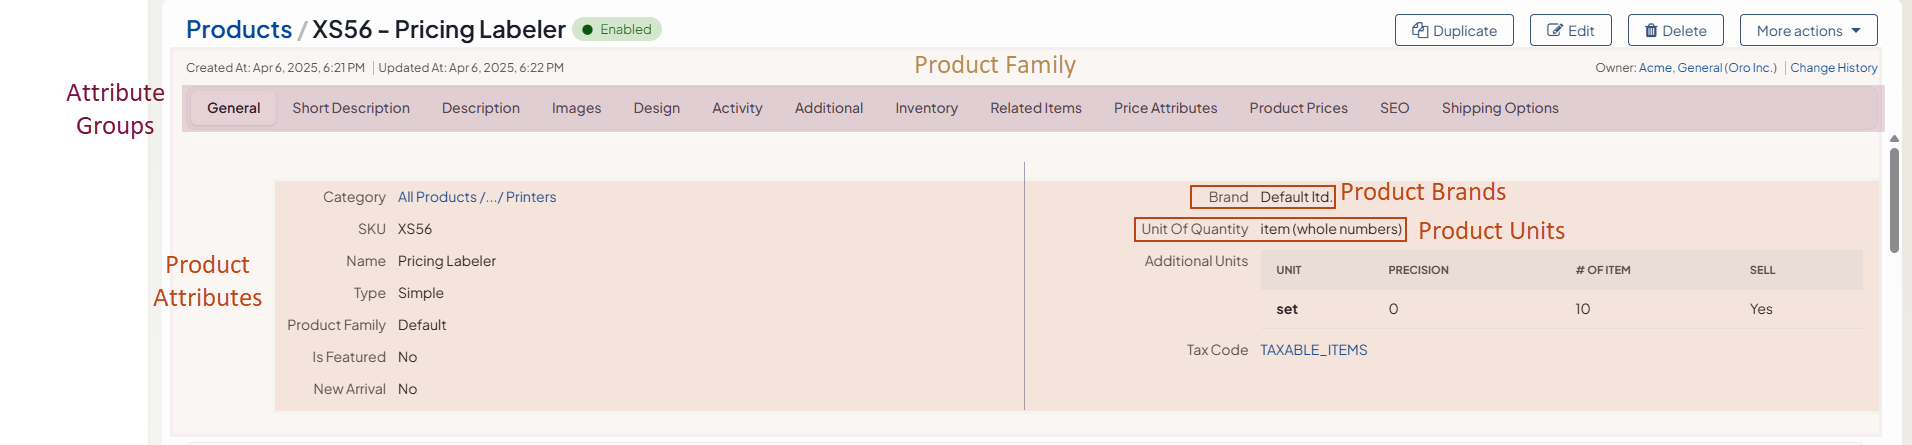 Products / XS56 - Pricing Labeler Enabled Duplicate Edit Delete More actions
Created At: Apr 6, 2025, 6:21 PM Updated At: Apr 6, 2025, 6:22 PM Product Family Owner: Acme, General (Oro Inc.) Change History
Attribute
Groups
General Short Description Description Images Design Activity Additional Inventory Related Items Price Attributes Product Prices SEO Shipping Options
Product
Attributes
Category All Products /.../ Printers
SKU XS56
Name Pricing Labeler
Type Simple
Product Family Default
Is Featured No
New Arrival No
Brand Default ltd. Product Brands
Unit Of Quantity item (whole numbers) Product Units
Additional Units
UNIT PRECISION # OF ITEM SELL
set 0 10 Yes
Tax Code TAXABLE_ITEMS